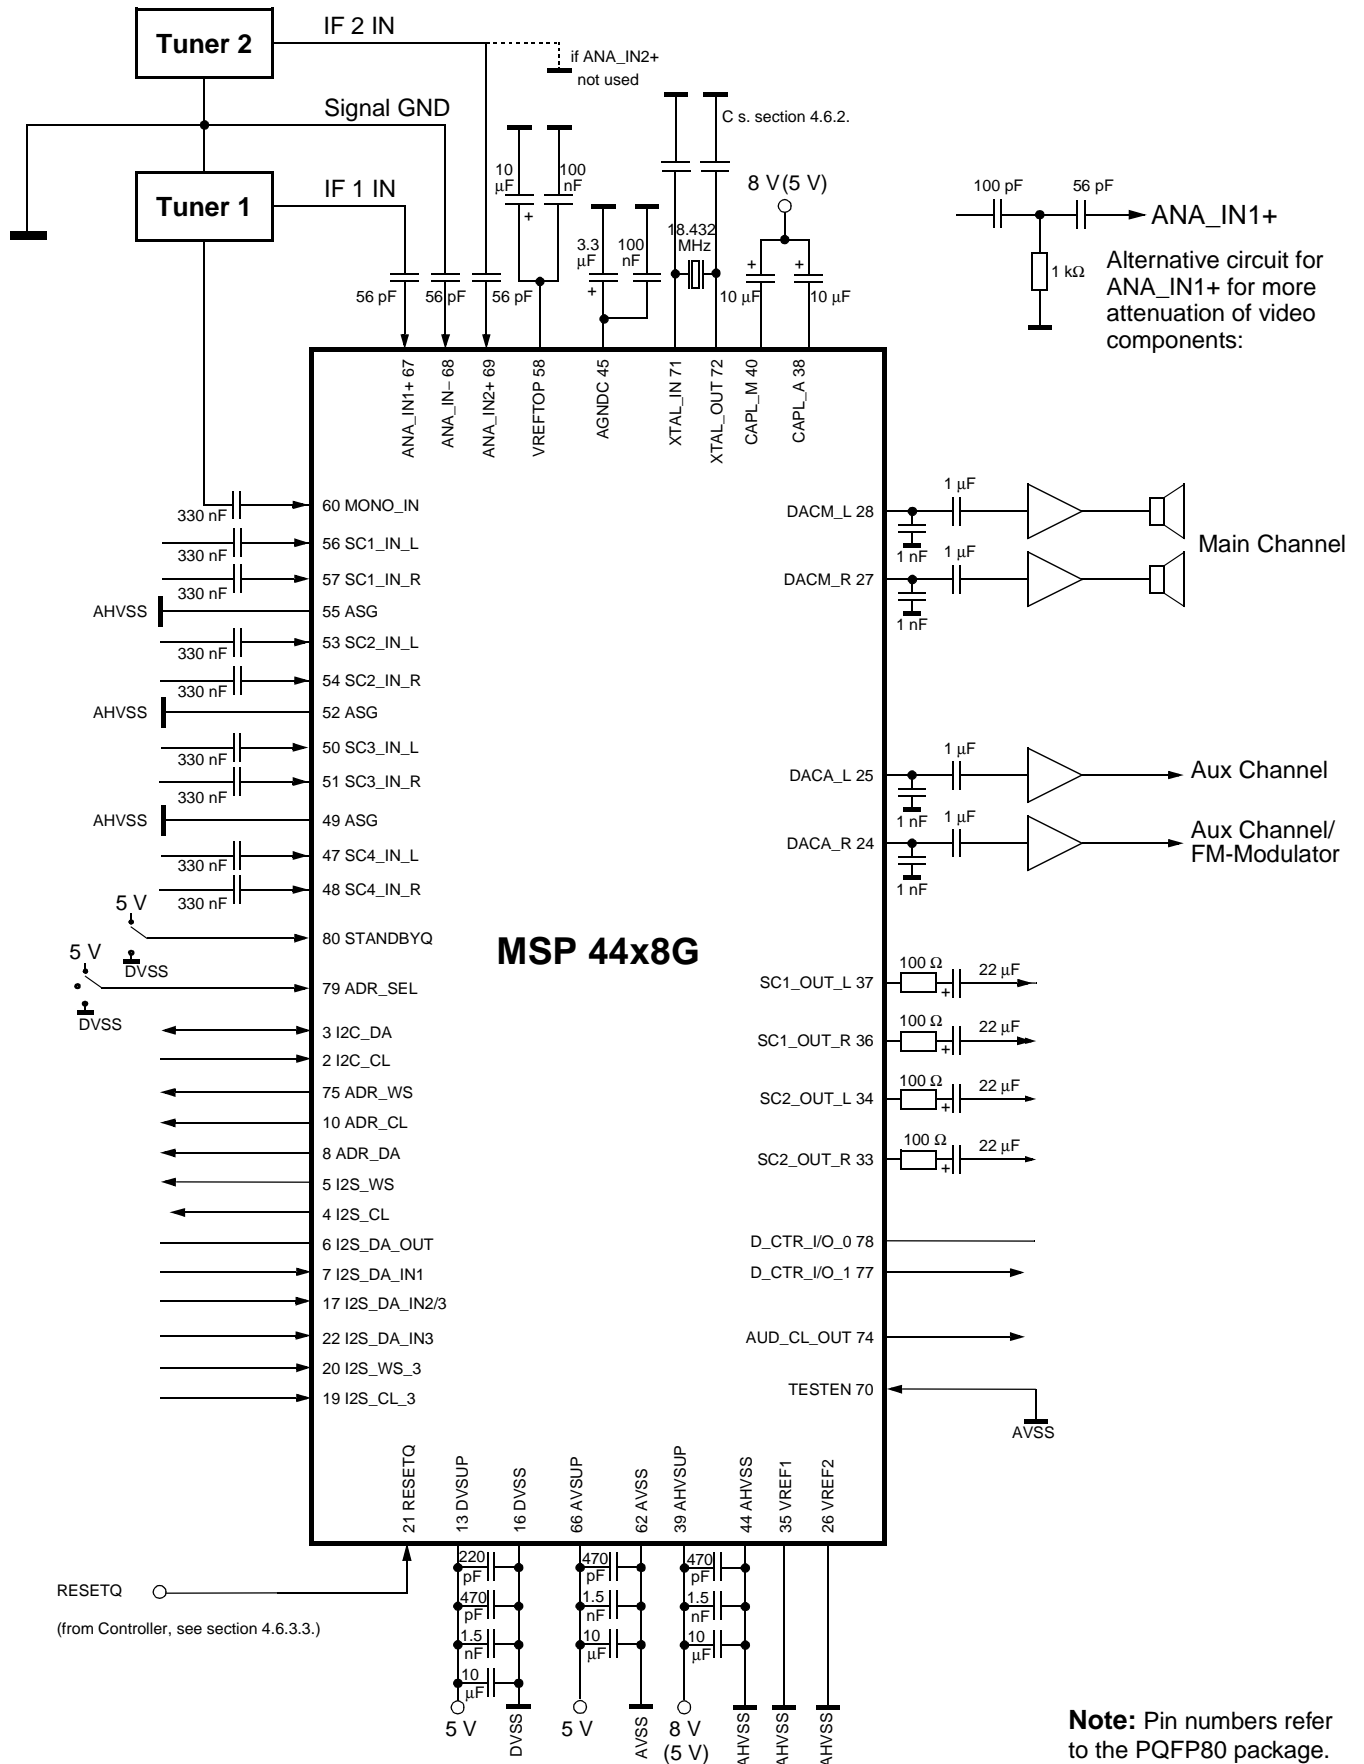 Tuner 2
IF 2 IN
if ANA_IN2+
not used
Signal GND
C s. section 4.6.2.
Tuner 1
IF 1 IN
10
µF
+
100
nF
8 V (5 V)
3.3
µF
+
100
nF
18.432
MHz
+
+
56 pF
56 pF
56 pF
10 µF
10 µF
100 pF
56 pF
ANA_IN1+
1 kΩ
Alternative circuit for
ANA_IN1+ for more
attenuation of video
components:
ANA_IN1+ 67
ANA_IN− 68
ANA_IN2+ 69
VREFTOP 58
AGNDC 45
XTAL_IN 71
XTAL_OUT 72
CAPL_M 40
CAPL_A 38
330 nF
60 MONO_IN
330 nF
56 SC1_IN_L
330 nF
57 SC1_IN_R
AHVSS
55 ASG
330 nF
53 SC2_IN_L
330 nF
54 SC2_IN_R
AHVSS
52 ASG
330 nF
50 SC3_IN_L
330 nF
51 SC3_IN_R
AHVSS
49 ASG
330 nF
47 SC4_IN_L
330 nF
48 SC4_IN_R
5 V
DVSS
80 STANDBYQ
5 V
DVSS
79 ADR_SEL
3 I2C_DA
2 I2C_CL
75 ADR_WS
10 ADR_CL
8 ADR_DA
5 I2S_WS
4 I2S_CL
6 I2S_DA_OUT
7 I2S_DA_IN1
17 I2S_DA_IN2/3
22 I2S_DA_IN3
20 I2S_WS_3
19 I2S_CL_3
MSP 44x8G
DACM_L 28
1 µF
1 nF
DACM_R 27
1 µF
1 nF
Main Channel
DACA_L 25
1 µF
1 nF
Aux Channel
DACA_R 24
1 µF
1 nF
Aux Channel/
FM-Modulator
SC1_OUT_L 37
100 Ω
+
22 µF
SC1_OUT_R 36
100 Ω
+
22 µF
SC2_OUT_L 34
100 Ω
+
22 µF
SC2_OUT_R 33
100 Ω
+
22 µF
D_CTR_I/O_0 78
D_CTR_I/O_1 77
AUD_CL_OUT 74
TESTEN 70
AVSS
21 RESETQ
13 DVSUP
16 DVSS
66 AVSUP
62 AVSS
39 AHVSUP
44 AHVSS
35 VREF1
26 VREF2
RESETQ
(from Controller, see section 4.6.3.3.)
220
pF
470
pF
1.5
nF
10
µF
5 V
DVSS
470
pF
1.5
nF
10
µF
5 V
AVSS
470
pF
1.5
nF
10
µF
8 V
(5 V)
AHVSS
AHVSS
AHVSS
Note: Pin numbers refer
to the PQFP80 package.